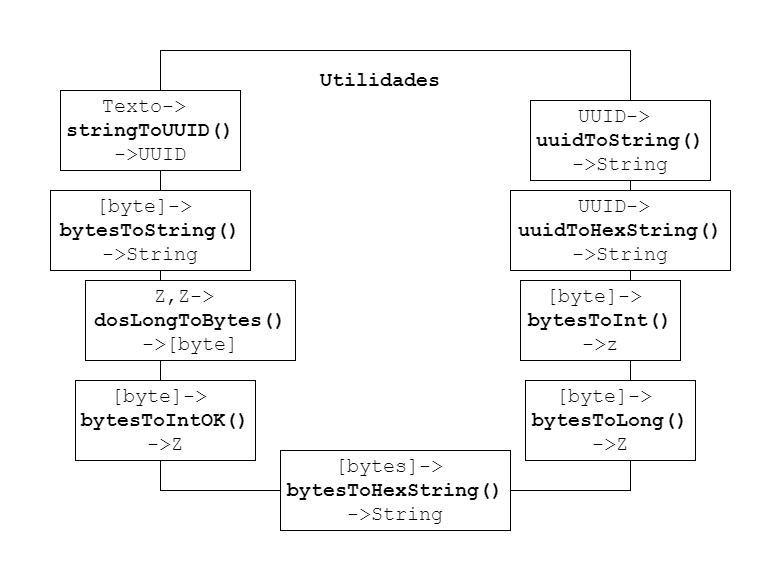 Utilidades
Texto->
stringToUUID()
->UUID
[byte]->
bytesToString()
->String
Z,Z->
dosLongToBytes()
->[byte]
[byte]->
bytesToIntOK()
->Z
[bytes]->
bytesToHexString()
->String
UUID->
uuidToString()
->String
UUID->
uuidToHexString()
->String
[byte]->
bytesToInt()
->z
[byte]->
bytesToLong()
->Z